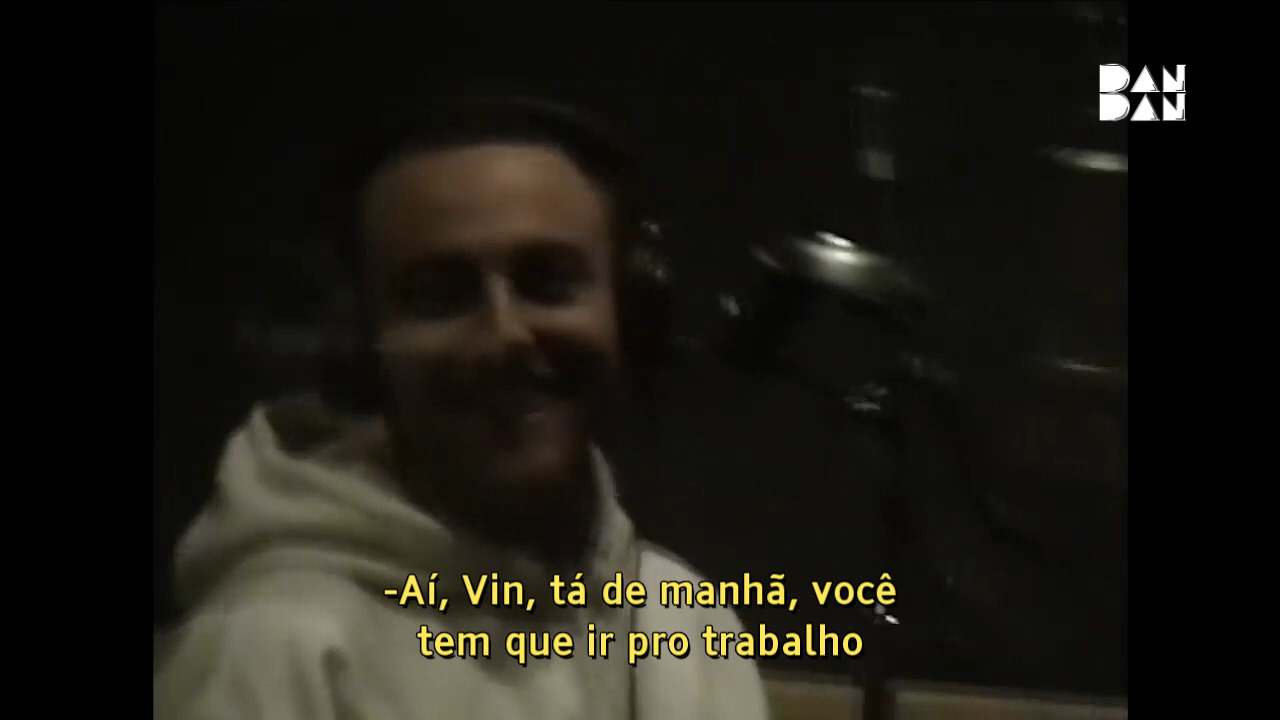 DAN
DAN
-Aí, Vin, tá de manhã, você
tem que ir pro trabalho